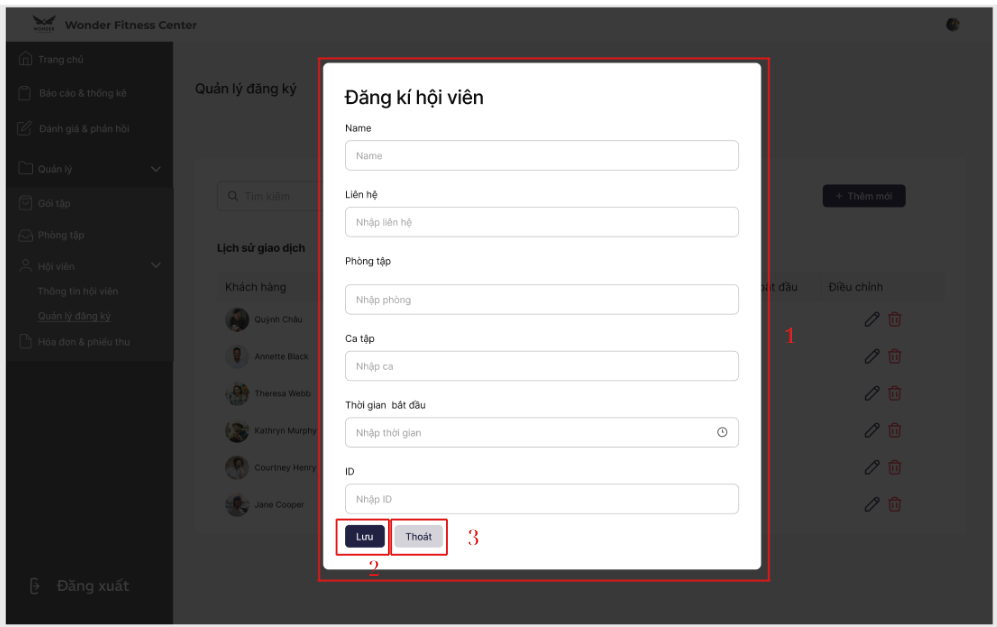 WONDER
Wonder Fitness Center
Trang chủ
Báo cáo & thống kê
Đánh giá & phản hồi
Quản lý
Gói tập
Phòng tập
Hội viên
Thông tin hội viên
Quản lý đăng ký
Hóa đơn & phiếu thu
Đăng xuất
Quản lý đăng ký
Tìm kiếm
+ Thêm mới
Lịch sử giao dịch
Khách hàng
bắt đầu
Điều chỉnh
Quỳnh Châu
Annette Black
Theresa Webb
Kathryn Murphy
Courtney Henry
Jane Cooper
Đăng kí hội viên
Name
Name
Liên hệ
Nhập liên hệ
Phòng tập
Nhập phòng
Ca tập
Nhập ca
Thời gian bắt đầu
Nhập thời gian
ID
Nhập ID
Lưu
Thoát
1
2
3